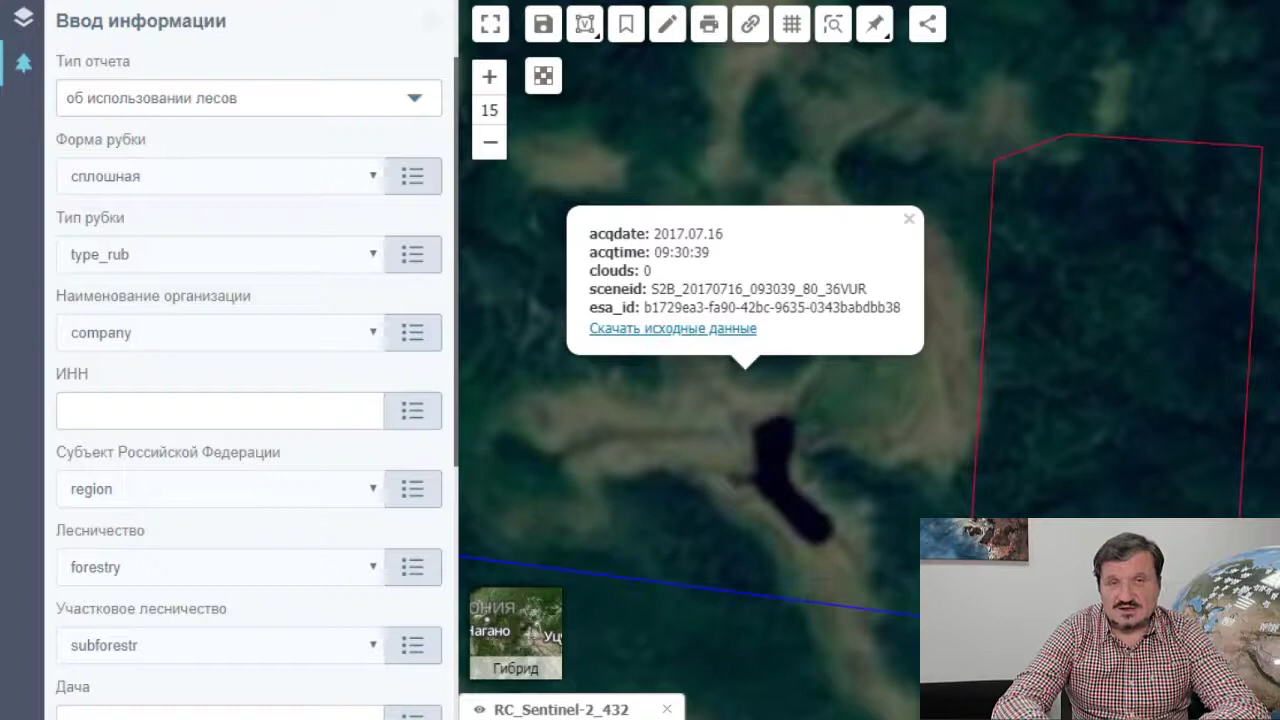 Ввод информации
Тип отчета
об использовании лесов
Форма рубки
сплошная
Тип рубки
type_rub
Наименование организации
company
ИНН
Субъект Российской Федерации
region
Лесничество
forestry
Участковое лесничество
subforestr
Дача
15
acqdate: 2017.07.16
acqtime: 09:30:39
clouds: 0
sceneid: S2B_20170716_093039_80_36VUR
esa_id: b1729ea3-fa90-42bc-9635-0343babdbb38
Скачать исходные данные
Гибрид
RC_Sentinel-2_432